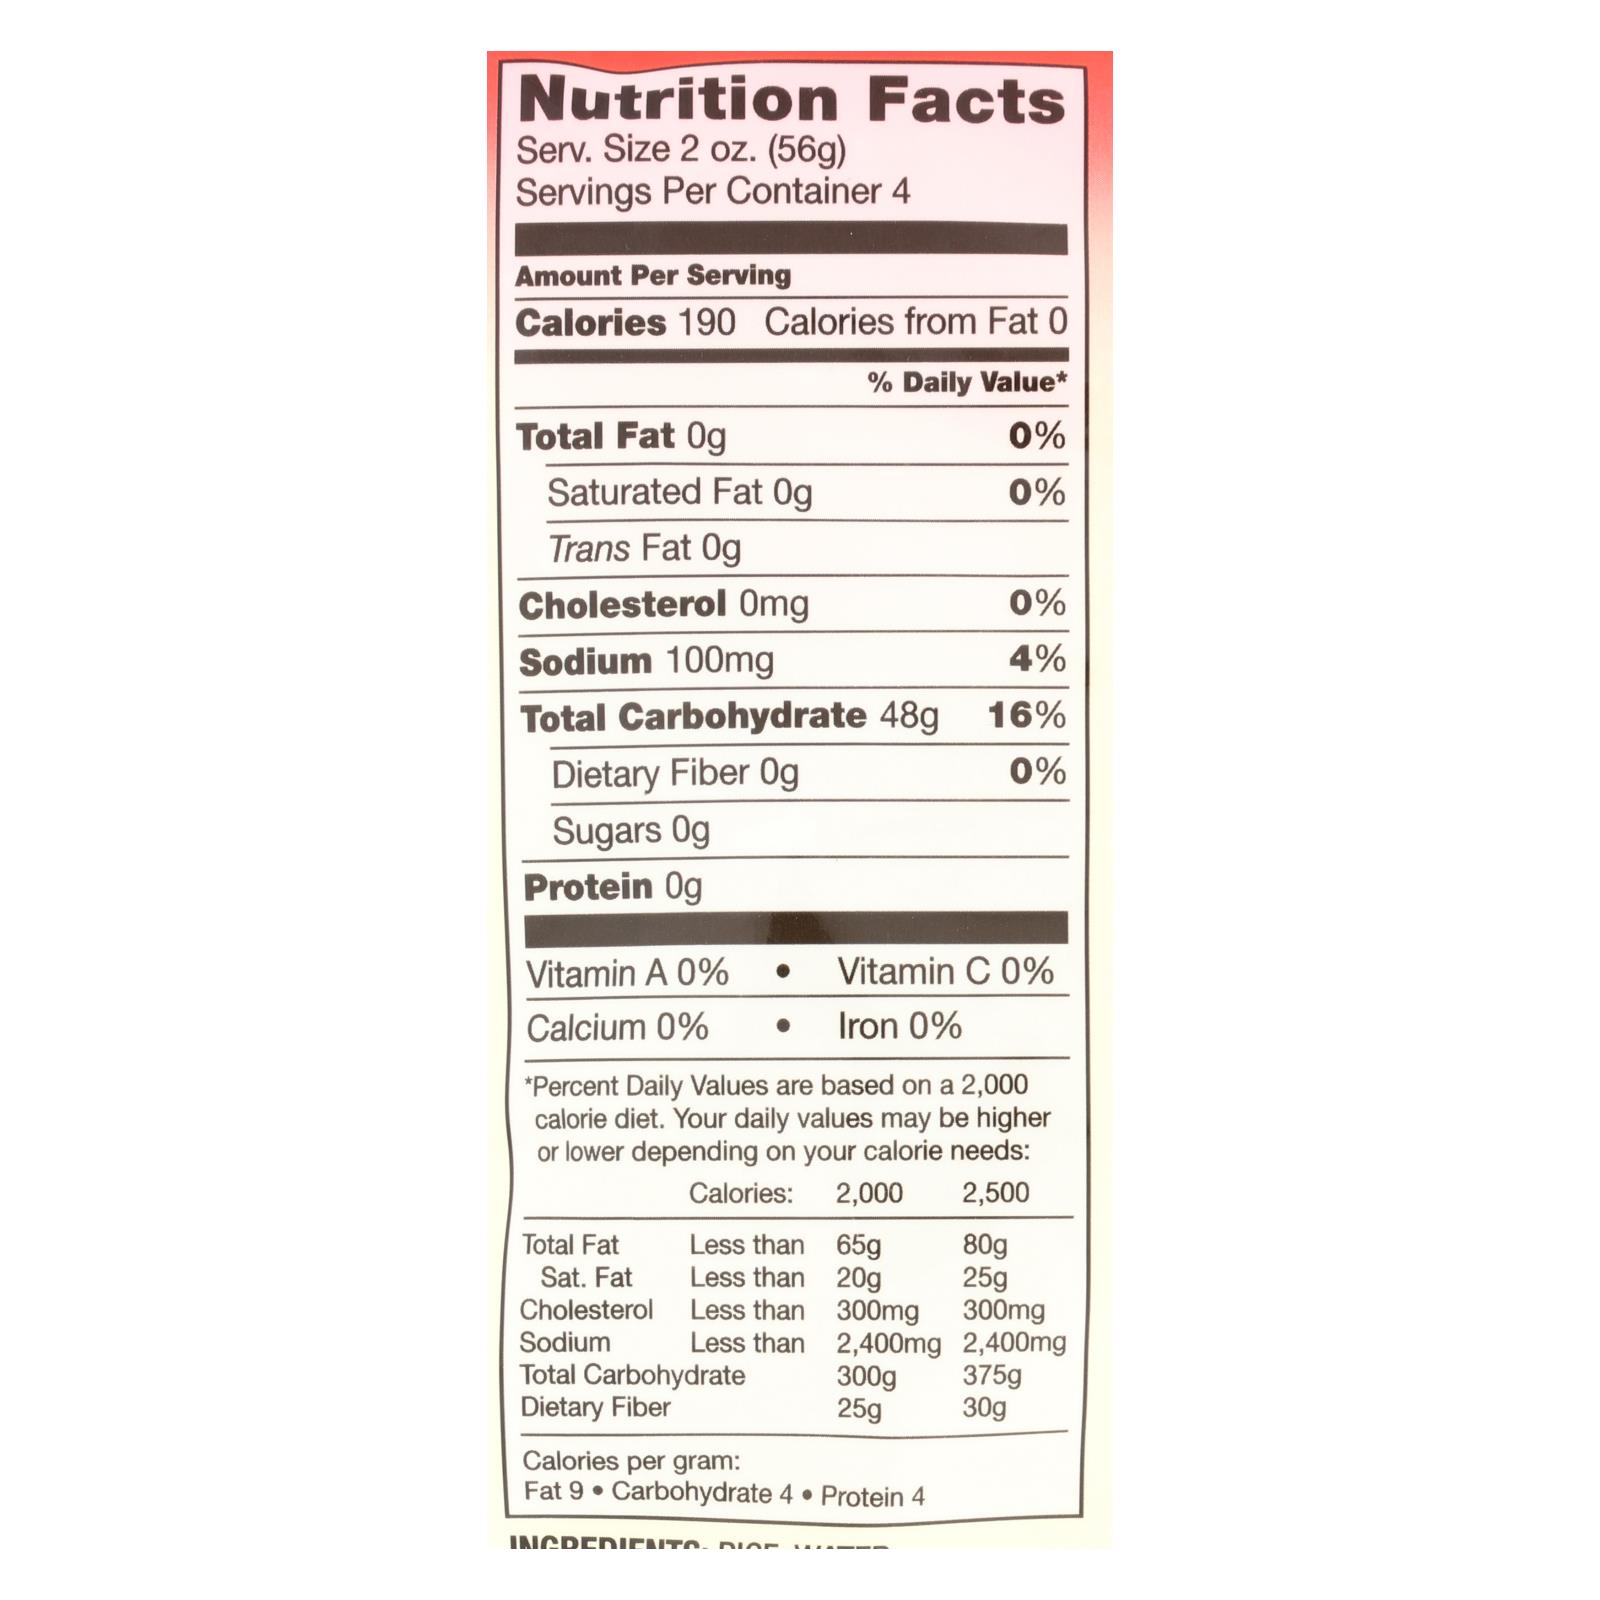 Nutrition Facts
Serv. Size 2 oz. (56g)
Servings Per Container 4
Amount Per Serving
Calories 190 Calories from Fat 0
% Daily Value*
Total Fat 0g 0%
Saturated Fat 0g 0%
Trans Fat 0g
Cholesterol 0mg 0%
Sodium 100mg 4%
Total Carbohydrate 48g 16%
Dietary Fiber 0g 0%
Sugars 0g
Protein 0g
Vitamin A 0% • Vitamin C 0%
Calcium 0% • Iron 0%
*Percent Daily Values are based on a 2,000
calorie diet. Your daily values may be higher
or lower depending on your calorie needs:
Calories: 2,000 2,500
Total Fat Less than 65g 80g
Sat. Fat Less than 20g 25g
Cholesterol Less than 300mg 300mg
Sodium Less than 2,400mg 2,400mg
Total Carbohydrate 300g 375g
Dietary Fiber 25g 30g
Calories per gram:
Fat 9 • Carbohydrate 4 • Protein 4
INGREDIENTS: RICE, WATER